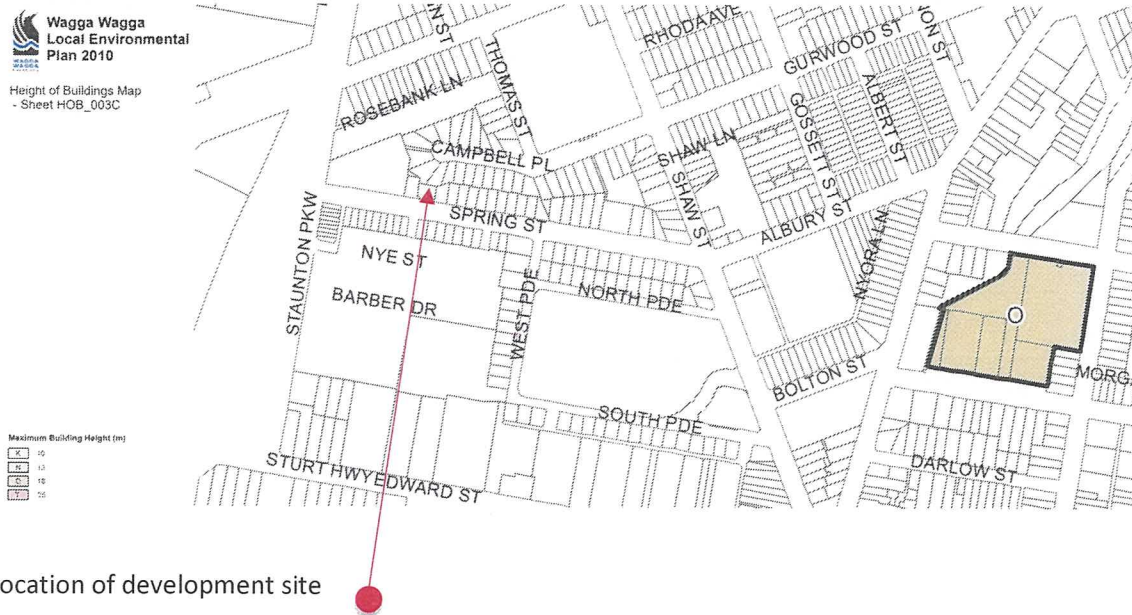 Wagga Wagga
Local Environmental
Plan 2010
Height of Buildings Map
- Sheet HOB_003C
THOMAS ST
RHODA AVE
GURWOOD ST
ROSEBANK LN
GOSSETT ST
ALBERT ST
CAMPBELL PL
SHAW LN
SHAW ST
STAUNTON PKW
SPRING ST
ALBURY ST
NYORA LN
NYE ST
WEST PDE
NORTH PDE
BARBER DR
O
BOLTON ST
MORG
SOUTH PDE
Maximum Building Height (m)
K
N
O
T
DARLOW ST
STURT HWYEDWARD ST
ocation of development site